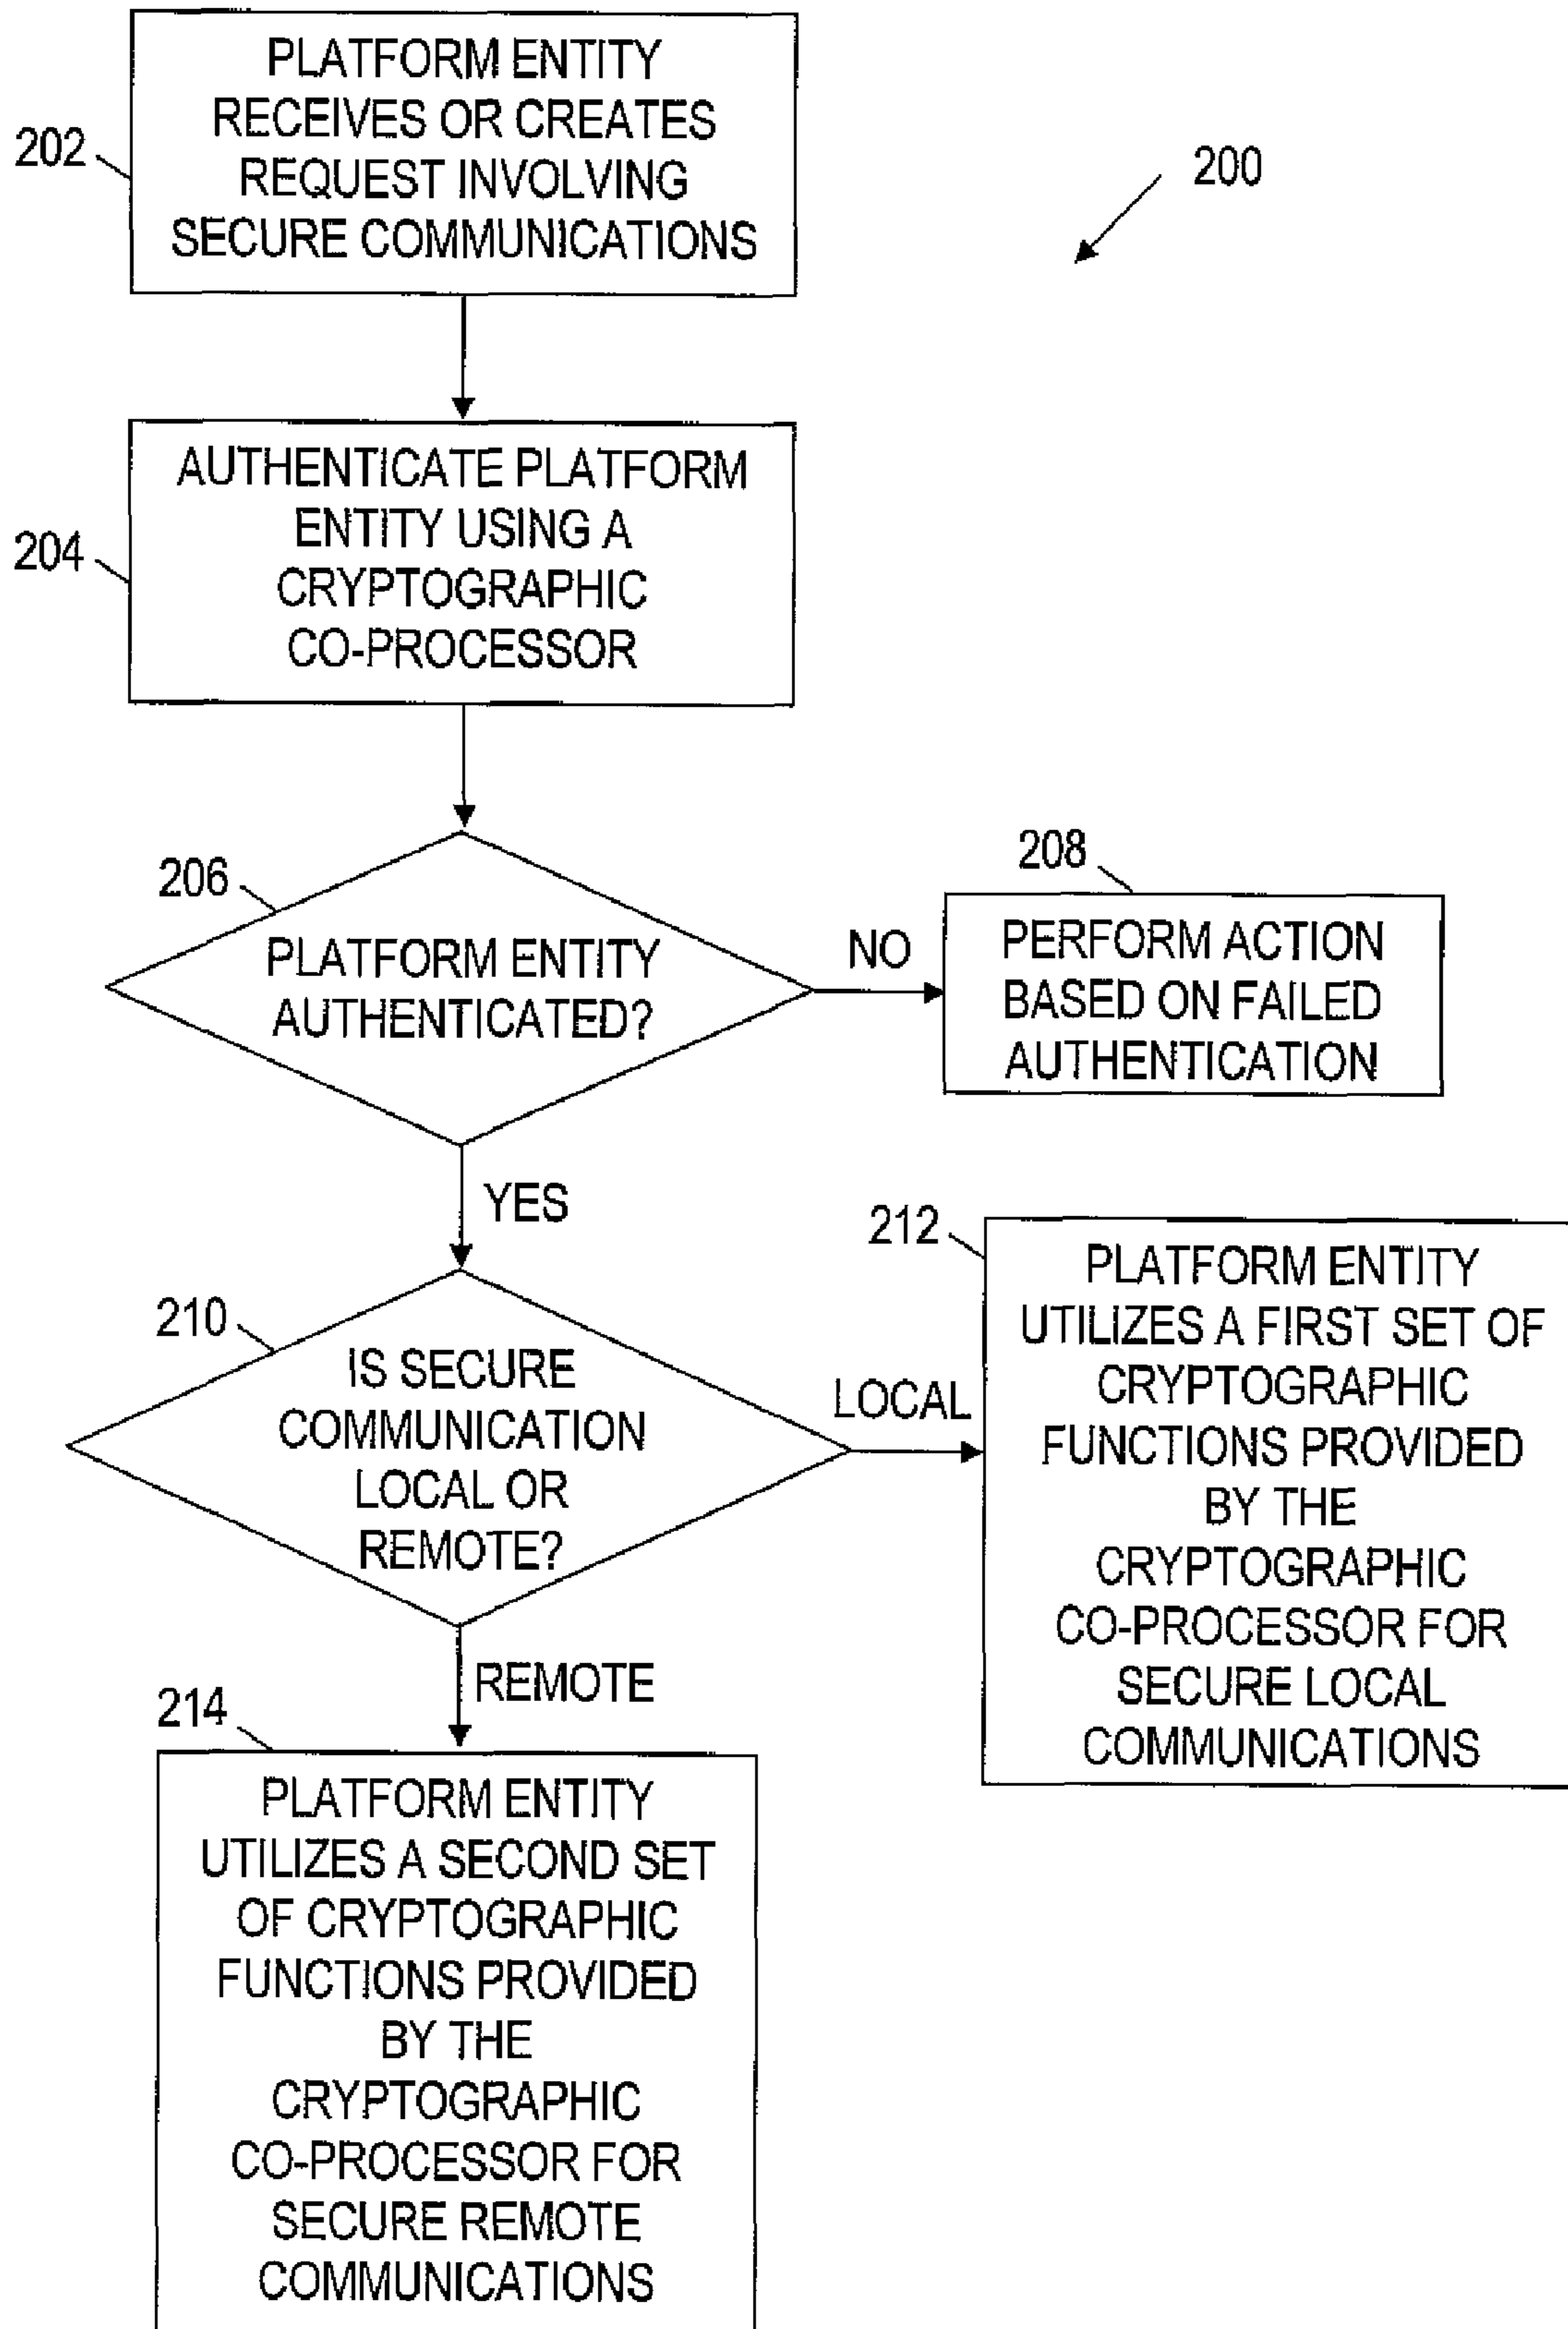 PLATFORM ENTITY
RECEIVES OR CREATES
REQUEST INVOLVING
SECURE COMMUNICATIONS
202
200
AUTHENTICATE PLATFORM
ENTITY USING A
CRYPTOGRAPHIC
CO-PROCESSOR
204
206
PLATFORM ENTITY
AUTHENTICATED?
NO
208
PERFORM ACTION
BASED ON FAILED
AUTHENTICATION
YES
210
IS SECURE
COMMUNICATION
LOCAL OR
REMOTE?
LOCAL
212
PLATFORM ENTITY
UTILIZES A FIRST SET OF
CRYPTOGRAPHIC
FUNCTIONS PROVIDED
BY THE
CRYPTOGRAPHIC
CO-PROCESSOR FOR
SECURE LOCAL
COMMUNICATIONS
REMOTE
214
PLATFORM ENTITY
UTILIZES A SECOND SET
OF CRYPTOGRAPHIC
FUNCTIONS PROVIDED
BY THE
CRYPTOGRAPHIC
CO-PROCESSOR FOR
SECURE REMOTE
COMMUNICATIONS